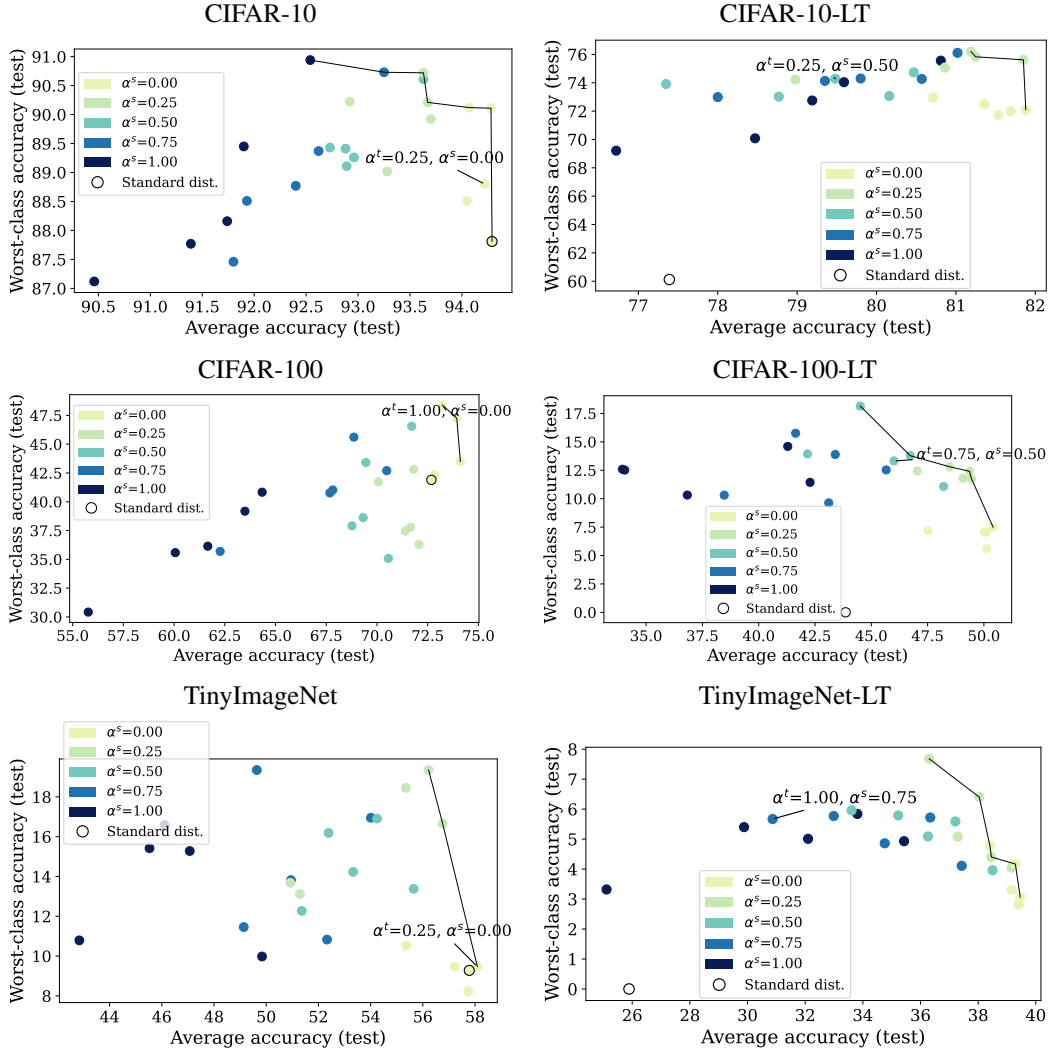 CIFAR-10
Worst-class accuracy (test)
91.0
90.5
90.0
89.5
89.0
88.5
88.0
87.5
87.0
αˢ=0.00
αˢ=0.25
αˢ=0.50
αˢ=0.75
αˢ=1.00
Standard dist.
αᵗ=0.25, αˢ=0.00
90.5 91.0 91.5 92.0 92.5 93.0 93.5 94.0
Average accuracy (test)
CIFAR-10-LT
Worst-class accuracy (test)
76
74
72
70
68
66
64
62
60
αᵗ=0.25, αˢ=0.50
αˢ=0.00
αˢ=0.25
αˢ=0.50
αˢ=0.75
αˢ=1.00
Standard dist.
77 78 79 80 81 82
Average accuracy (test)
CIFAR-100
Worst-class accuracy (test)
47.5
45.0
42.5
40.0
37.5
35.0
32.5
30.0
αˢ=0.00
αˢ=0.25
αˢ=0.50
αˢ=0.75
αˢ=1.00
Standard dist.
αᵗ=1.00, αˢ=0.00
55.0 57.5 60.0 62.5 65.0 67.5 70.0 72.5 75.0
Average accuracy (test)
CIFAR-100-LT
Worst-class accuracy (test)
17.5
15.0
12.5
10.0
7.5
5.0
2.5
0.0
αᵗ=0.75, αˢ=0.50
αˢ=0.00
αˢ=0.25
αˢ=0.50
αˢ=0.75
αˢ=1.00
Standard dist.
35.0 37.5 40.0 42.5 45.0 47.5 50.0
Average accuracy (test)
TinyImageNet
Worst-class accuracy (test)
18
16
14
12
10
8
αˢ=0.00
αˢ=0.25
αˢ=0.50
αˢ=0.75
αˢ=1.00
Standard dist.
αᵗ=0.25, αˢ=0.00
44 46 48 50 52 54 56 58
Average accuracy (test)
TinyImageNet-LT
Worst-class accuracy (test)
8
7
6
5
4
3
2
1
0
αᵗ=1.00, αˢ=0.75
αˢ=0.00
αˢ=0.25
αˢ=0.50
αˢ=0.75
αˢ=1.00
Standard dist.
26 28 30 32 34 36 38 40
Average accuracy (test)